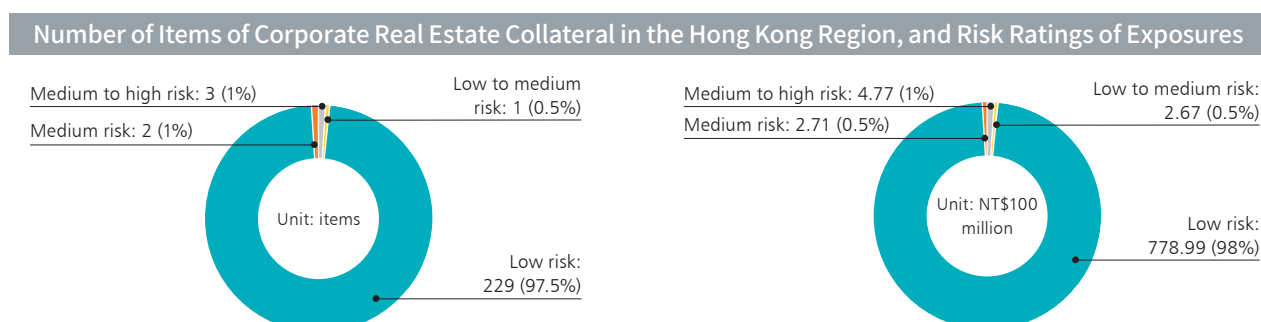 Number of Items of Corporate Real Estate Collateral in the Hong Kong Region, and Risk Ratings of Exposures
Medium to high risk: 3 (1%)
Medium risk: 2 (1%)
Low to medium
risk: 1 (0.5%)
Unit: items
Low risk:
229 (97.5%)
Medium to high risk: 4.77 (1%)
Medium risk: 2.71 (0.5%)
Low to medium risk:
2.67 (0.5%)
Unit: NT$100
million
Low risk:
778.99 (98%)